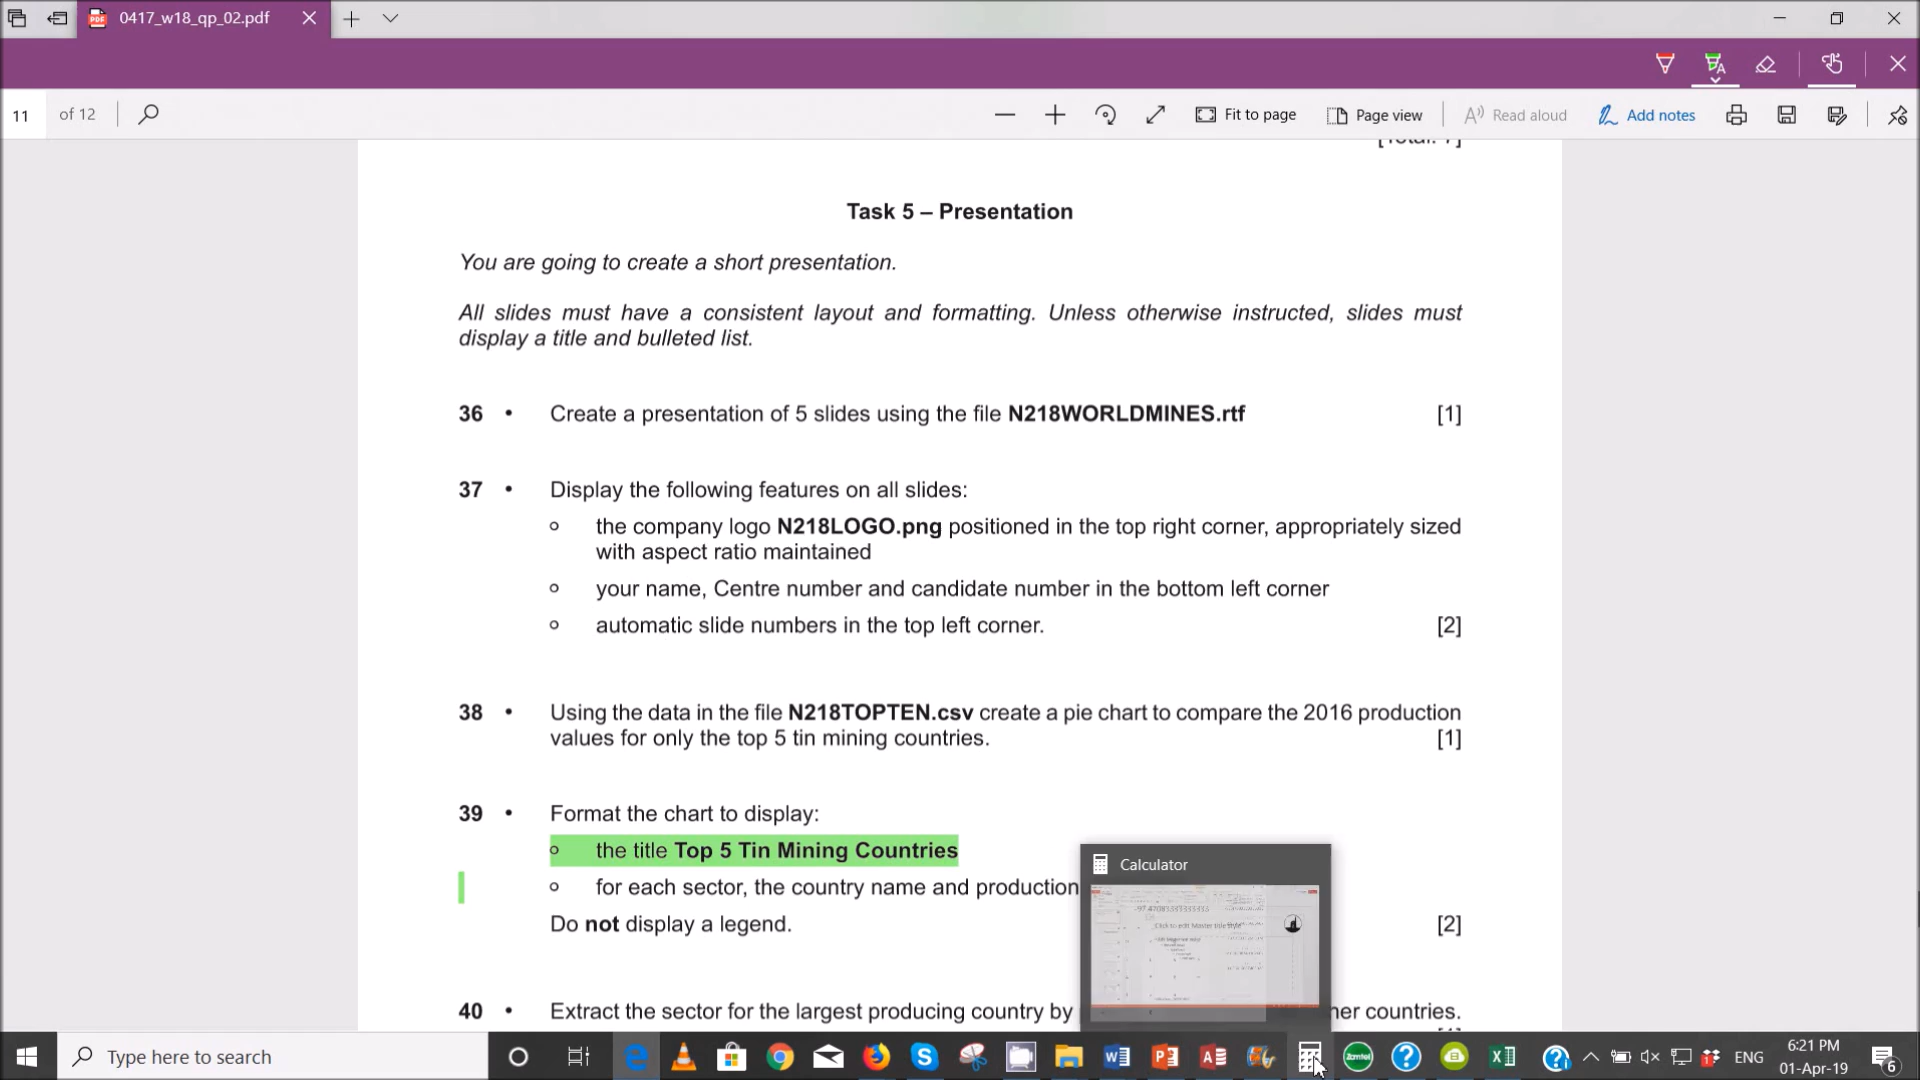 0417_w18_qp_02.pdf
11 of 12
Fit to page
Page view
Read aloud
Add notes
Task 5 – Presentation
You are going to create a short presentation.
All slides must have a consistent layout and formatting. Unless otherwise instructed, slides must
display a title and bulleted list.
36 • Create a presentation of 5 slides using the file N218WORLDMINES.rtf [1]
37 • Display the following features on all slides:
the company logo N218LOGO.png positioned in the top right corner, appropriately sized
with aspect ratio maintained
your name, Centre number and candidate number in the bottom left corner
automatic slide numbers in the top left corner. [2]
38 • Using the data in the file N218TOPTEN.csv create a pie chart to compare the 2016 production
values for only the top 5 tin mining countries. [1]
39 • Format the chart to display:
the title Top 5 Tin Mining Countries
for each sector, the country name and production
Do not display a legend. [2]
Calculator
Click to edit Master title style
40 • Extract the sector for the largest producing country by
countries.
Type here to search
Zamtel
ENG
6:21 PM
01-Apr-19
6